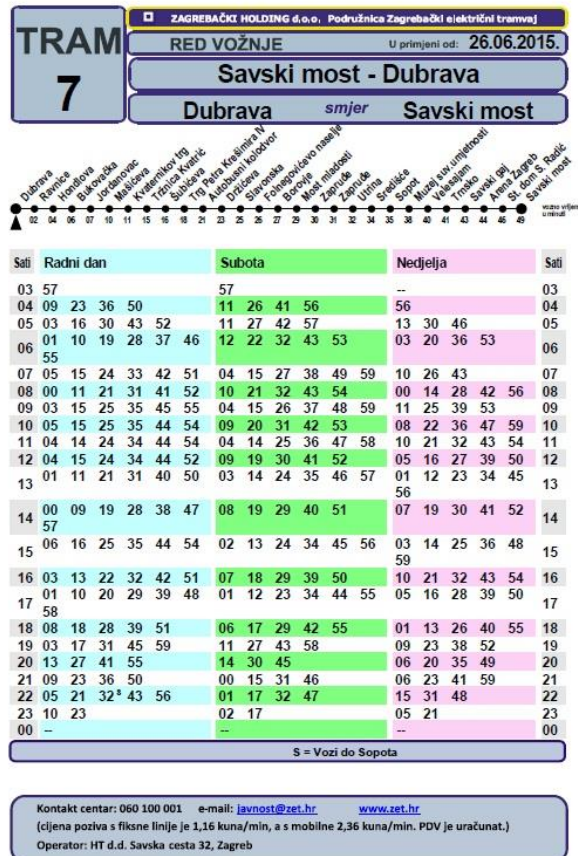 TRAM
7
ZAGREBAČKI HOLDING d.o.o. Podružnica Zagrebački električni tramvaj
RED VOŽNJE U primjeni od: 26.06.2015.
Savski most - Dubrava
Dubrava smjer Savski most
Dubrava
Ravnice
Hondlova
Bukovačka
Jordanovac
Mašićeva
Kvaternikov trg
Tržnica Kvatrić
Šubićeva
Trg Petra Krešimira IV
Autobusni kolodvor
Držićeva
Slavonska
Folnegovićevo naselje
Borovje
Most mladosti
Zapruđe
Zapruđe
Utrina
Središće
Sopot
Muzej suv.umjetnosti
Velesajam
Trnsko
Savski gaj
Arena Zagreb
St. dom S. Radić
Savski most
02 04 06 07 10 11 15 16 18 21 23 25 26 27 29 30 31 32 34 35 38 40 41 43 44 46 49
vozno vrijeme
u minuti
Sati Radni dan Subota Nedjelja Sati
03 57 57 -- 03
04 09 23 36 50 11 26 41 56 56 04
05 03 16 30 43 52 11 27 42 57 13 30 46 05
06 01 10 19 28 37 46 12 22 32 43 53 03 20 36 53 06
55
07 05 15 24 33 42 51 04 15 27 38 49 59 10 26 43 07
08 00 11 21 31 41 52 10 21 32 43 54 00 14 28 42 56 08
09 03 15 25 35 45 55 04 15 26 37 48 59 11 25 39 53 09
10 05 15 25 35 44 54 09 20 31 42 53 08 22 36 47 59 10
11 04 14 24 34 44 54 04 14 25 36 47 58 10 21 32 43 54 11
12 04 15 24 34 44 52 09 19 30 41 52 05 16 27 39 50 12
13 01 11 21 31 40 50 03 14 24 35 46 57 01 12 23 34 45 13
56
14 00 09 19 28 38 47 08 19 29 40 51 07 19 30 41 52 14
57
15 06 16 25 35 44 54 02 13 24 34 45 56 03 14 25 36 48 15
59
16 03 13 22 32 42 51 07 18 29 39 50 10 21 32 43 54 16
17 01 10 20 29 39 48 01 12 23 34 44 55 05 16 28 39 50 17
58
18 08 18 28 39 51 06 17 29 42 55 01 13 26 40 55 18
19 03 17 31 45 59 11 27 43 58 09 23 38 52 19
20 13 27 41 55 14 30 45 06 20 35 49 20
21 09 23 36 50 00 15 31 46 06 23 41 59 21
22 05 21 32 s 43 56 01 17 32 47 15 31 48 22
23 10 23 02 17 05 21 23
00 -- -- -- 00
S = Vozi do Sopota
Kontakt centar: 060 100 001 e-mail: javnost@zet.hr www.zet.hr
(cijena poziva s fiksne linije je 1,16 kuna/min, a s mobilne 2,36 kuna/min. PDV je uračunat.)
Operator: HT d.d. Savska cesta 32, Zagreb